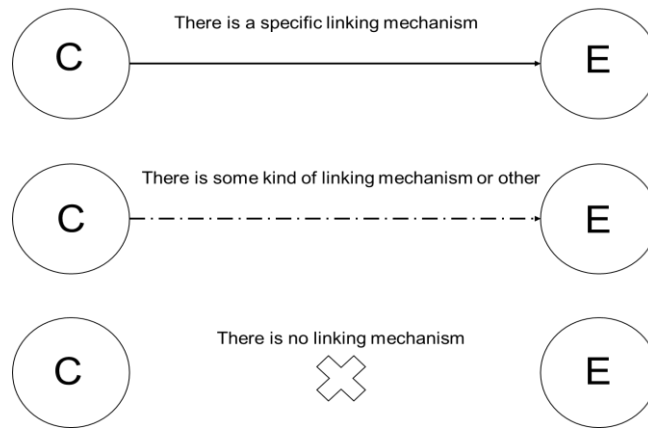 There is a specific linking mechanism
C E
There is some kind of linking mechanism or other
C E
There is no linking mechanism
C E